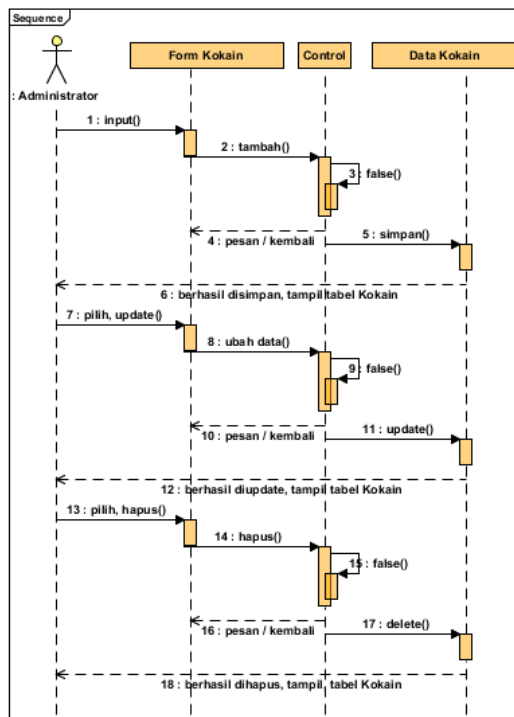 Sequence
Form Kokain
Control
Data Kokain
: Administrator
1 : input()
2 : tambah()
3 : false()
4 : pesan / kembali
5 : simpan()
6 : berhasil disimpan, tampil tabel Kokain
7 : pilih, update()
8 : ubah data()
9 : false()
10 : pesan / kembali
11 : update()
12 : berhasil diupdate, tampil tabel Kokain
13 : pilih, hapus()
14 : hapus()
15 : false()
16 : pesan / kembali
17 : delete()
18 : berhasil dihapus, tampil, tabel Kokain